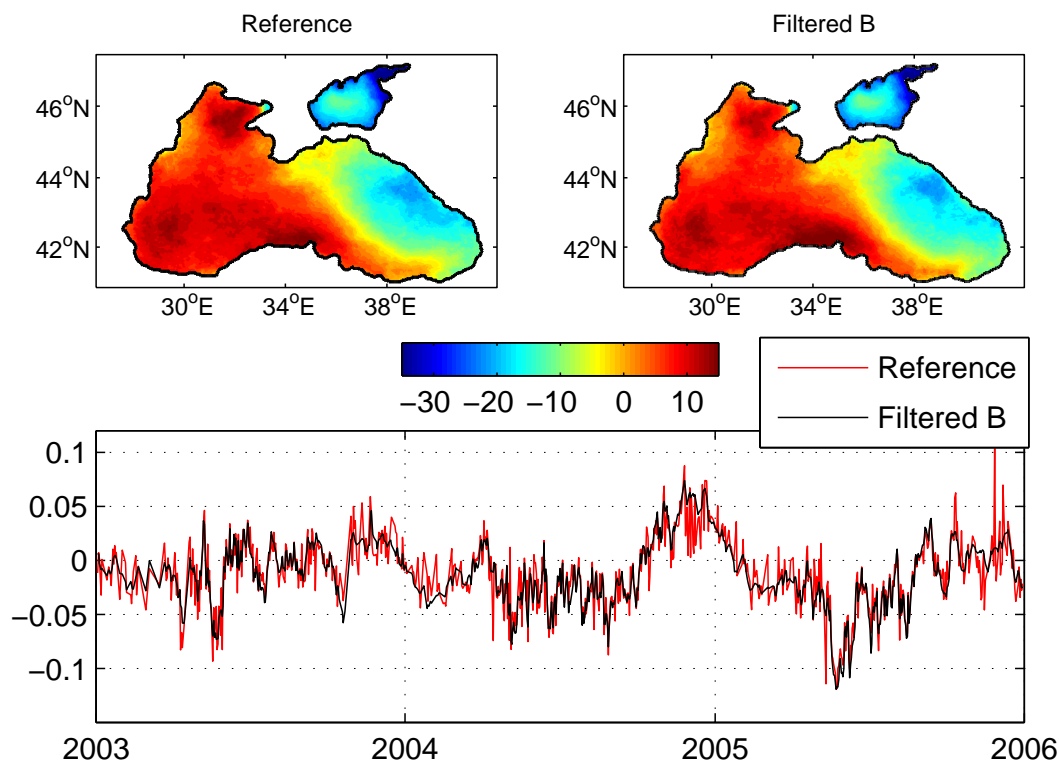 Reference Filtered B
46°N 46°N
44°N 44°N
42°N 42°N
30°E 34°E 38°E 30°E 34°E 38°E
−30 −20 −10 0 10
Reference
Filtered B
0.1
0.05
0
−0.05
−0.1
2003 2004 2005 2006